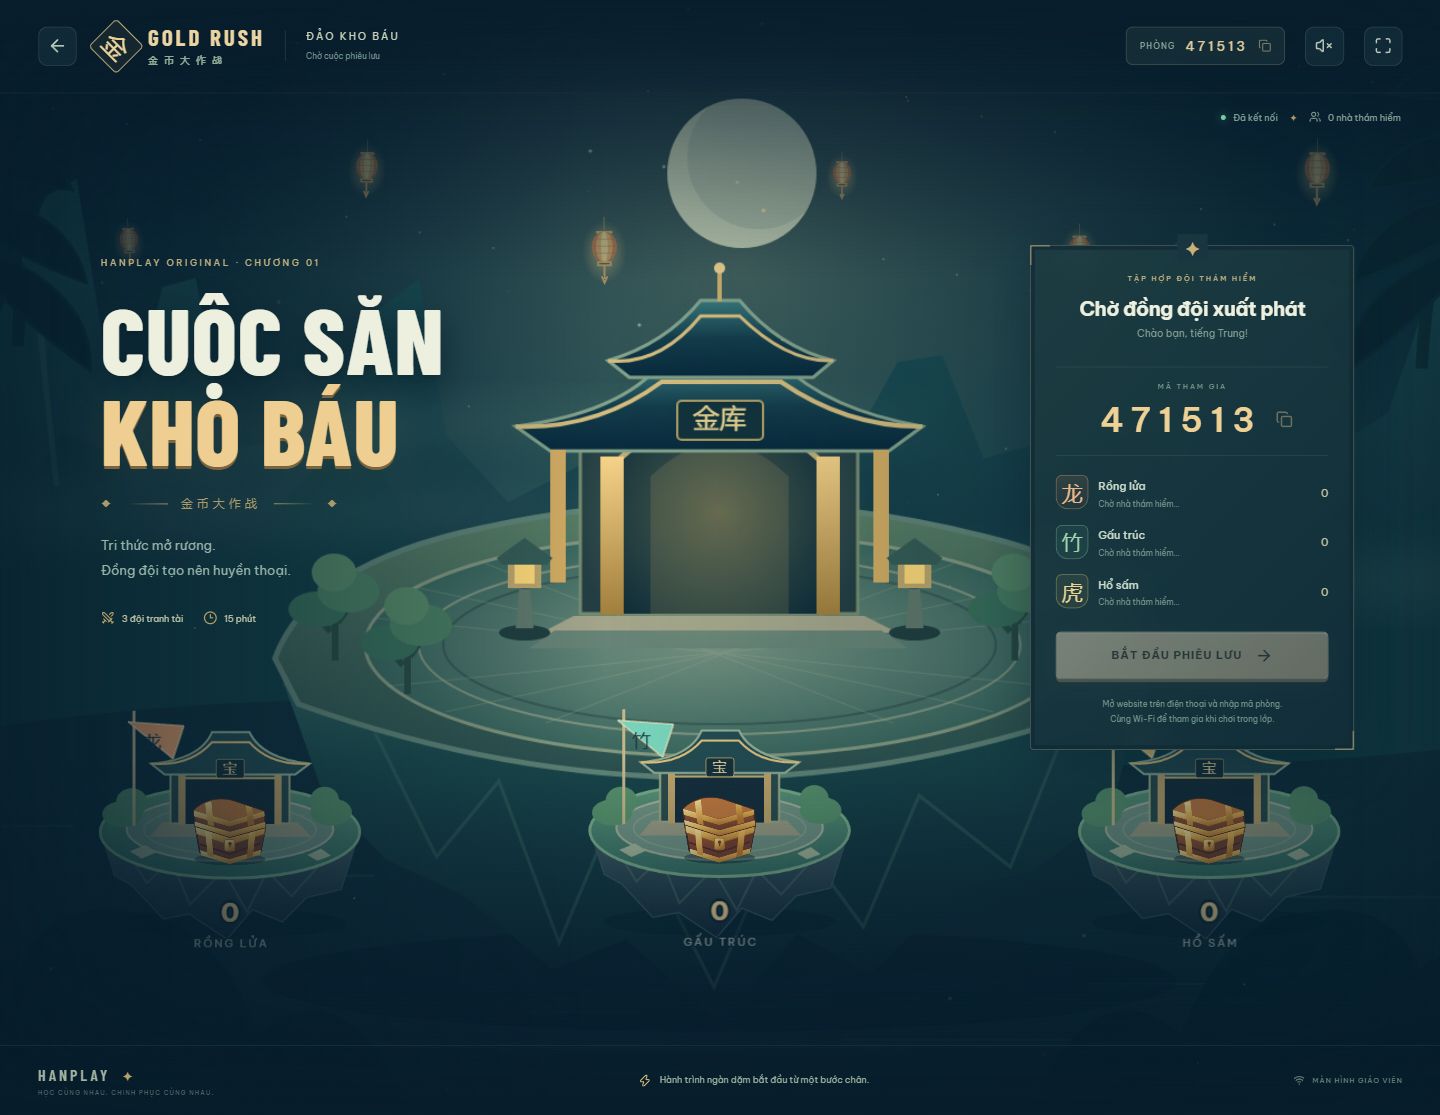 金
GOLD RUSH
金币大作战
ĐẢO KHO BÁU
Chờ cuộc phiêu lưu
PHÒNG 471513
Đã kết nối
0 nhà thám hiểm
HANPLAY ORIGINAL · CHƯƠNG 01
CUỘC SĂN
KHO BÁU
金币大作战
Tri thức mở rương.
Đồng đội tạo nên huyền thoại.
3 đội tranh tài
15 phút
金库
TẬP HỢP ĐỘI THÁM HIỂM
Chờ đồng đội xuất phát
Chào bạn, tiếng Trung!
MÃ THAM GIA
471513
龙 Rồng lửa 0
Chờ nhà thám hiểm...
竹 Gấu trúc 0
Chờ nhà thám hiểm...
虎 Hổ sấm 0
Chờ nhà thám hiểm...
BẮT ĐẦU PHIÊU LƯU
Mở website trên điện thoại và nhập mã phòng.
Cùng Wi-Fi để tham gia khi chơi trong lớp.
龙
宝
0
RỒNG LỬA
竹
宝
0
GẤU TRÚC
宝
0
HỔ SẤM
HANPLAY
HỌC CÙNG NHAU. CHINH PHỤC CÙNG NHAU.
Hành trình ngàn dặm bắt đầu từ một bước chân.
MÀN HÌNH GIÁO VIÊN